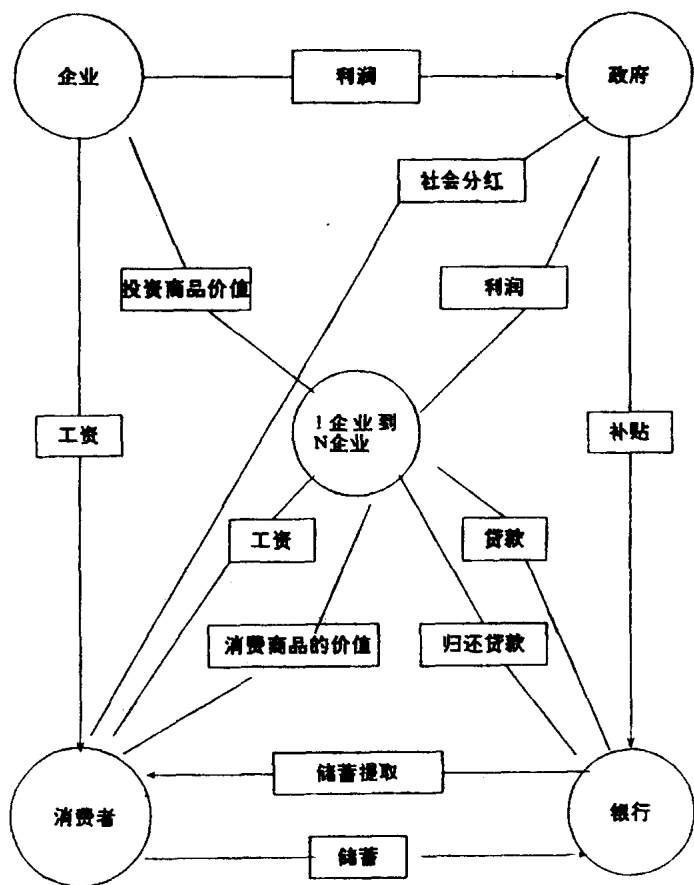 企业
利润
政府
社会分红
投资商品价值
利润
1企业到
N企业
工资
补贴
工资
贷款
消费商品的价值
归还贷款
储蓄提取
消费者
银行
储蓄